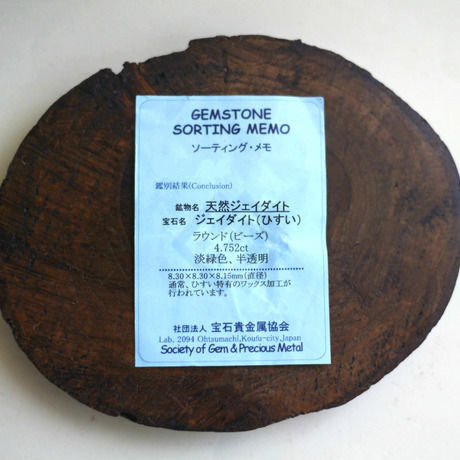 GEMSTONE
SORTING MEMO
ソーティング・メモ
鑑別結果(Conclusion)
鉱物名 天然ジェイダイト
宝石名 ジェイダイト(ひすい)
ラウンド(ビーズ)
4.752ct
淡緑色、半透明
8.30×8.30×8.15mm(直径)
通常、ひすい特有のワックス加工が
行われています。
社団法人 宝石貴金属協会
Lab. 2094 Ohtsumachi,Koufu-city,Japan
Society of Gem & Precious Metal